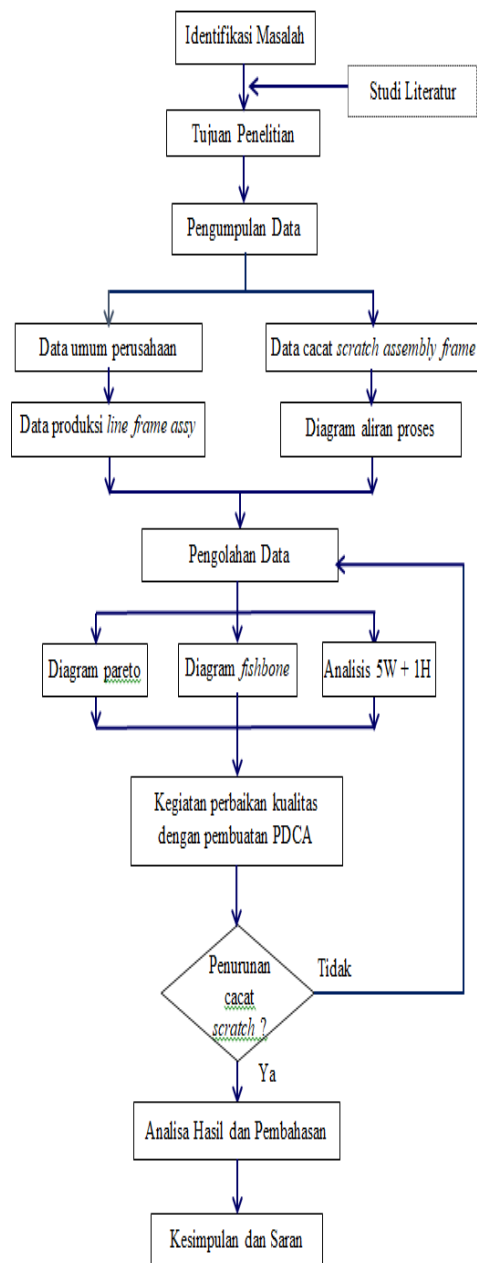 Identifikasi Masalah
Studi Literatur
Tujuan Penelitian
Pengumpulan Data
Data umum perusahaan
Data cacat scratch assembly frame
Data produksi line frame assy
Diagram aliran proses
Pengolahan Data
Diagram pareto
Diagram fishbone
Analisis 5W + 1H
Kegiatan perbaikan kualitas
dengan pembuatan PDCA
Penurunan
cacat
scratch ?
Tidak
Ya
Analisa Hasil dan Pembahasan
Kesimpulan dan Saran